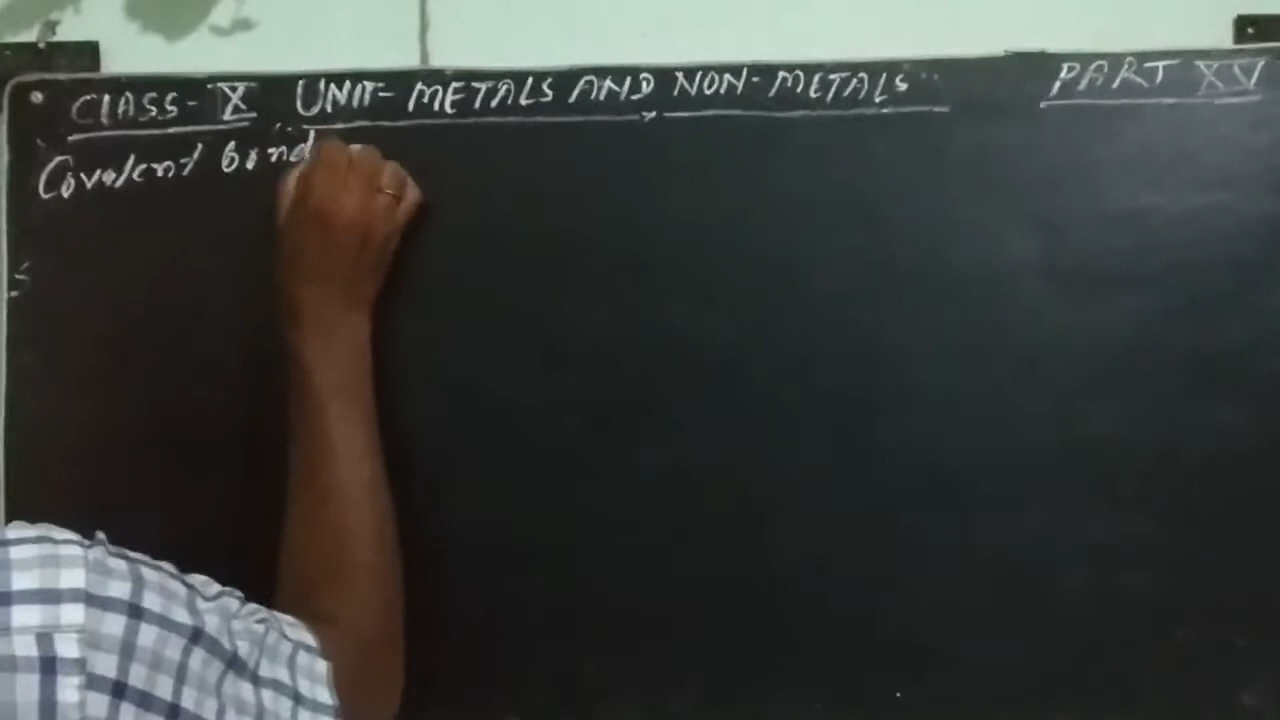 CLASS- X UNIT- METALS AND NON-METALS PART XV
Covalent bond